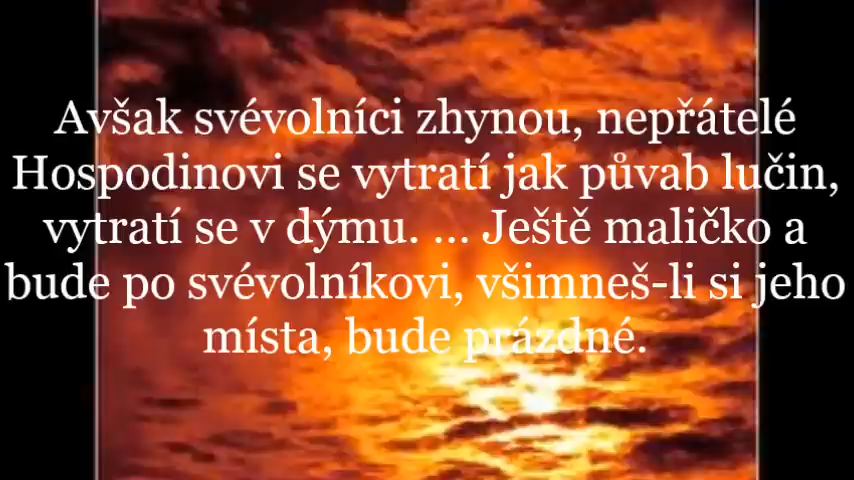 Avšak svévolníci zhynou, nepřátelé
Hospodinovi se vytratí jak půvab lučin,
vytratí se v dýmu. ... Ještě maličko a
bude po svévolníkovi, všimneš-li si jeho
místa, bude prázdné.